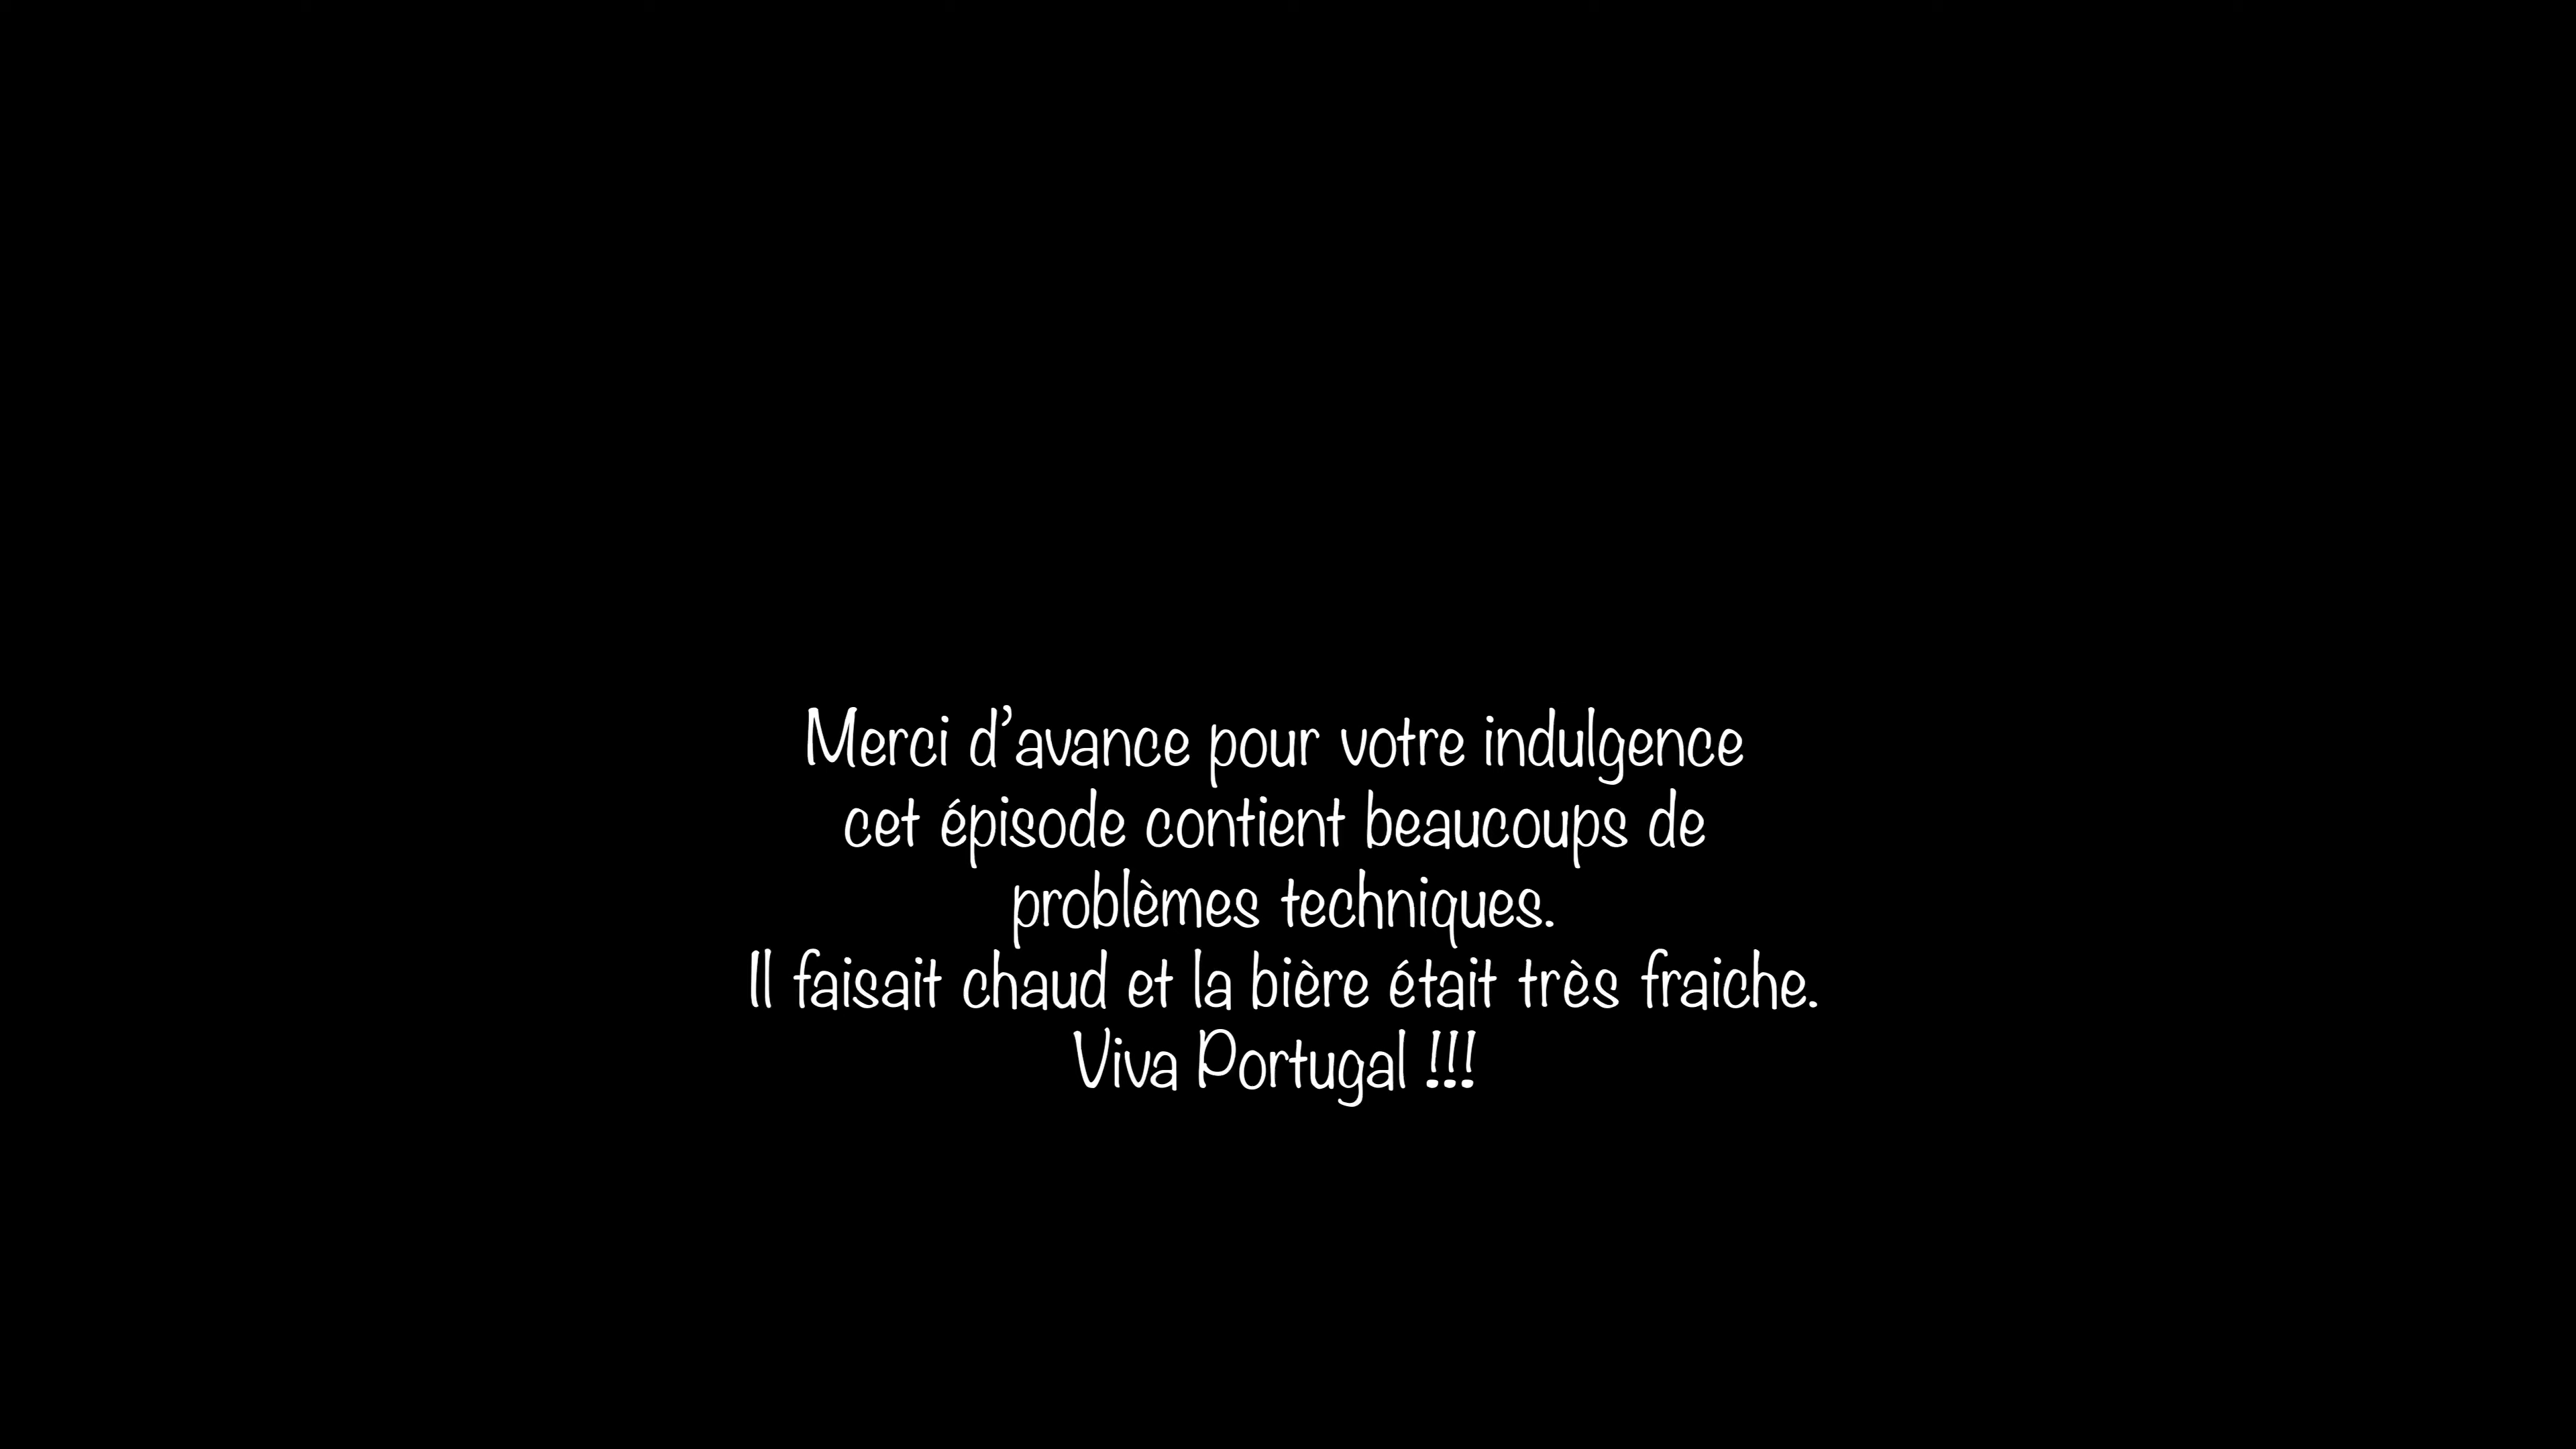 Merci d’avance pour votre indulgence
cet épisode contient beaucoups de
problèmes techniques.
Il faisait chaud et la bière était très fraiche.
Viva Portugal !!!